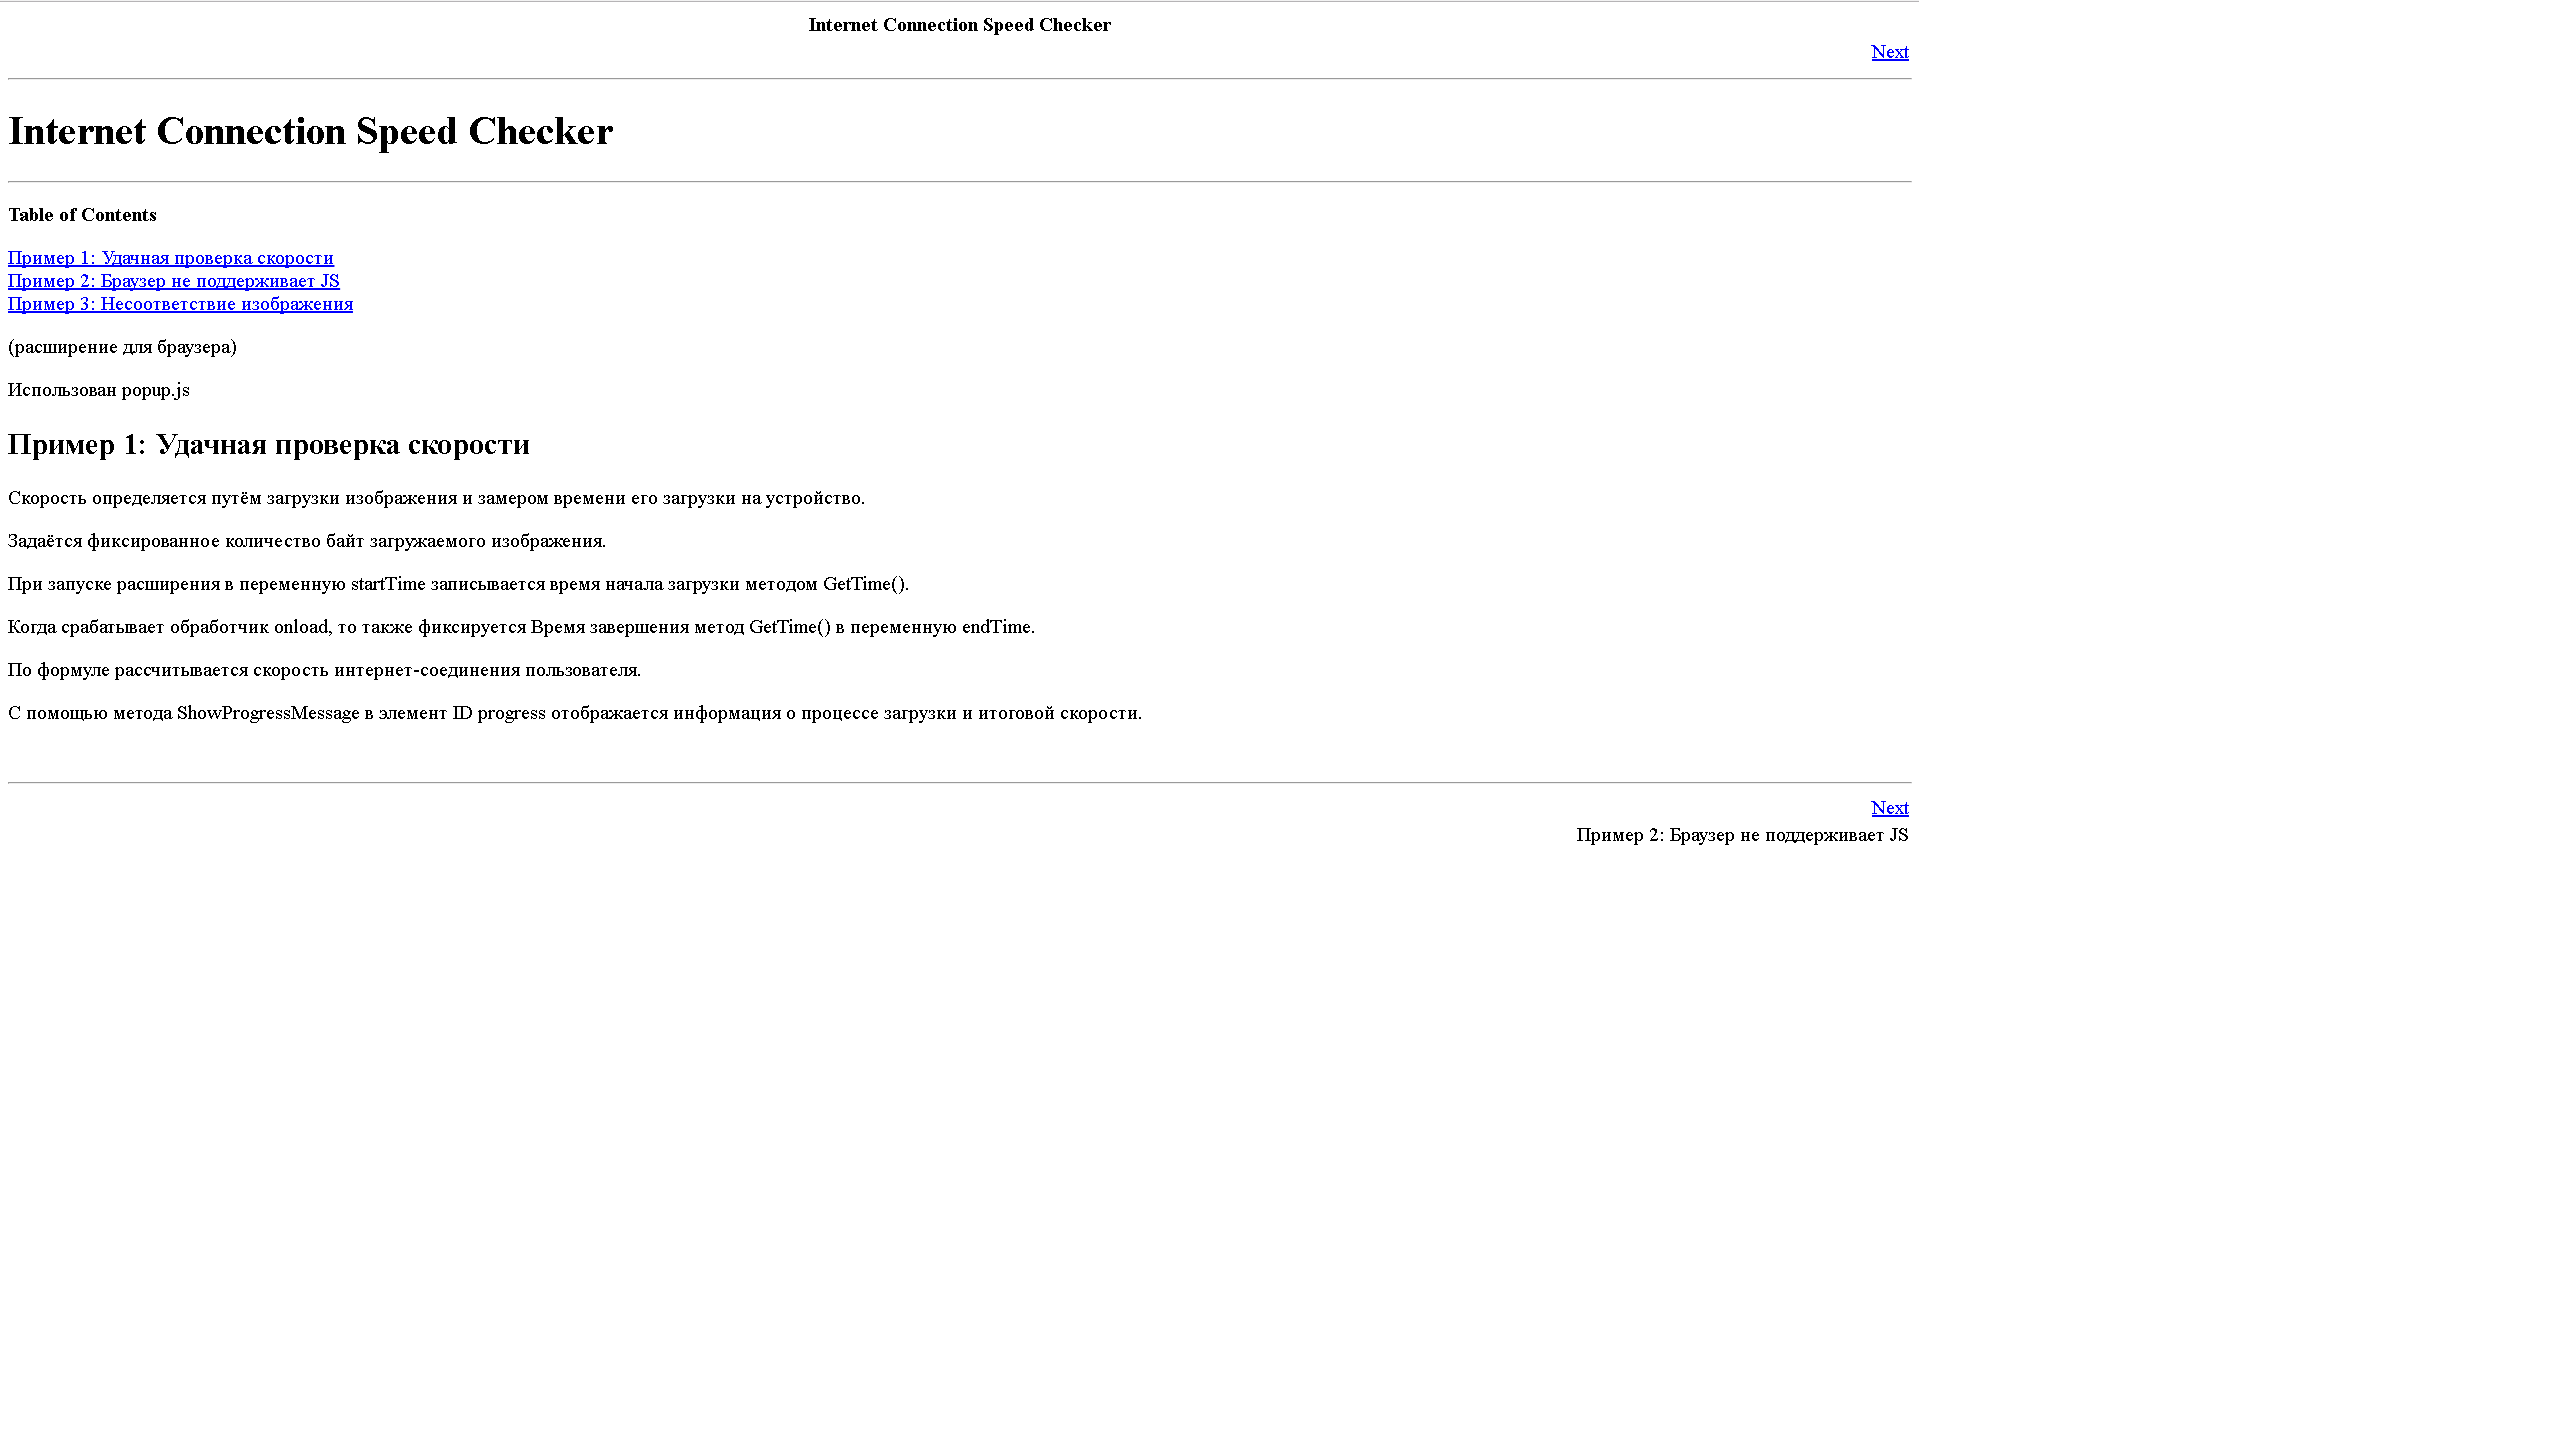 Internet Connection Speed Checker
Next
Internet Connection Speed Checker
Table of Contents
Пример 1: Удачная проверка скорости
Пример 2: Браузер не поддерживает JS
Пример 3: Несоответствие изображения
(расширение для браузера)
Использован popup.js
Пример 1: Удачная проверка скорости
Скорость определяется путём загрузки изображения и замером времени его загрузки на устройство.
Задаётся фиксированное количество байт загружаемого изображения.
При запуске расширения в переменную startTime записывается время начала загрузки методом GetTime().
Когда срабатывает обработчик onload, то также фиксируется Время завершения метод GetTime() в переменную endTime.
По формуле рассчитывается скорость интернет-соединения пользователя.
С помощью метода ShowProgressMessage в элемент ID progress отображается информация о процессе загрузки и итоговой скорости.
Next
Пример 2: Браузер не поддерживает JS